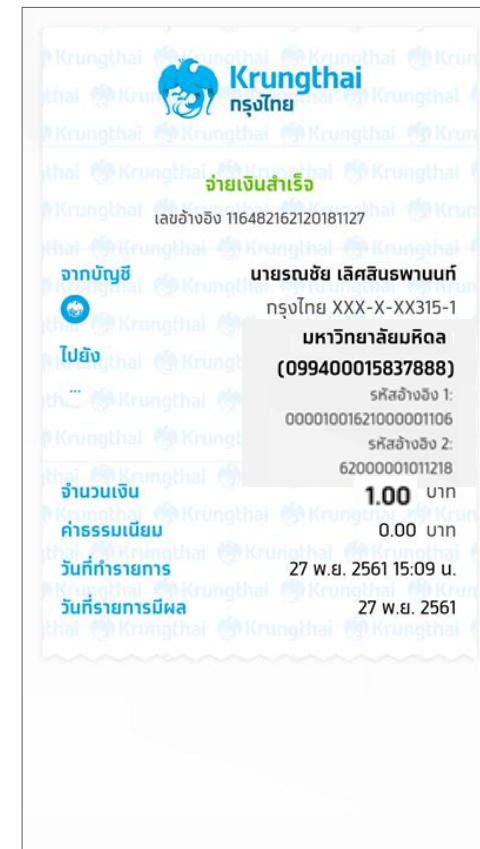 Krungthai
กรุงไทย
จ่ายเงินสำเร็จ
เลขอ้างอิง 116482162120181127
จากบัญชี นายรณชัย เลิศสินธพานนท์
กรุงไทย XXX-X-XX315-1
ไปยัง มหาวิทยาลัยมหิดล
(099400015837888)
รหัสอ้างอิง 1:
00001001621000001106
รหัสอ้างอิง 2:
62000001011218
จำนวนเงิน 1.00 บาท
ค่าธรรมเนียม 0.00 บาท
วันที่ทำรายการ 27 พ.ย. 2561 15:09 น.
วันที่รายการมีผล 27 พ.ย. 2561